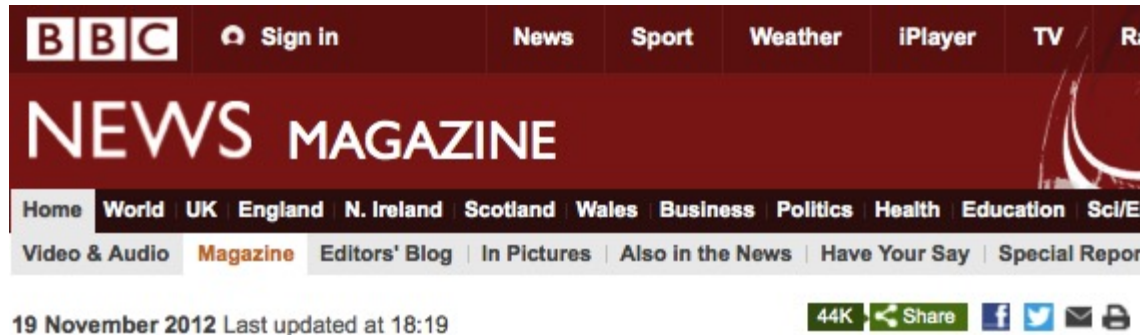 BBC Sign in News Sport Weather iPlayer TV
NEWS MAGAZINE
Home World UK England N. Ireland Scotland Wales Business Politics Health Education
Video & Audio Magazine Editors' Blog In Pictures Also in the News Have Your Say Special
19 November 2012 Last updated at 18:19 44K Share